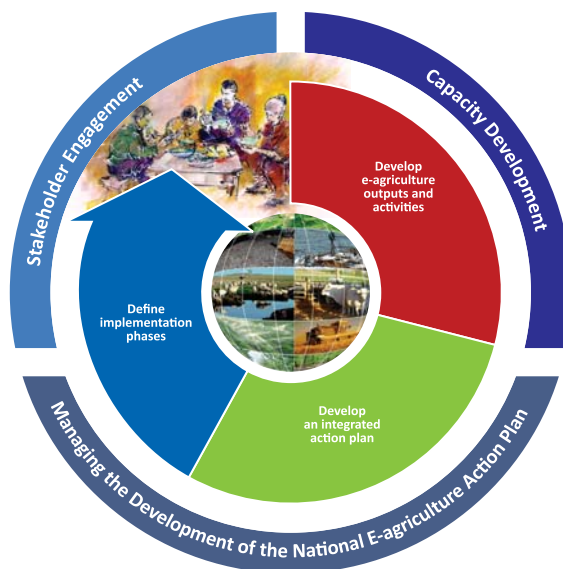 Stakeholder Engagement
Capacity Development
Develop
e-agriculture
outputs and
activities
Define
implementation
phases
Develop
an integrated
action plan
Managing the Development of the National E-agriculture Action Plan